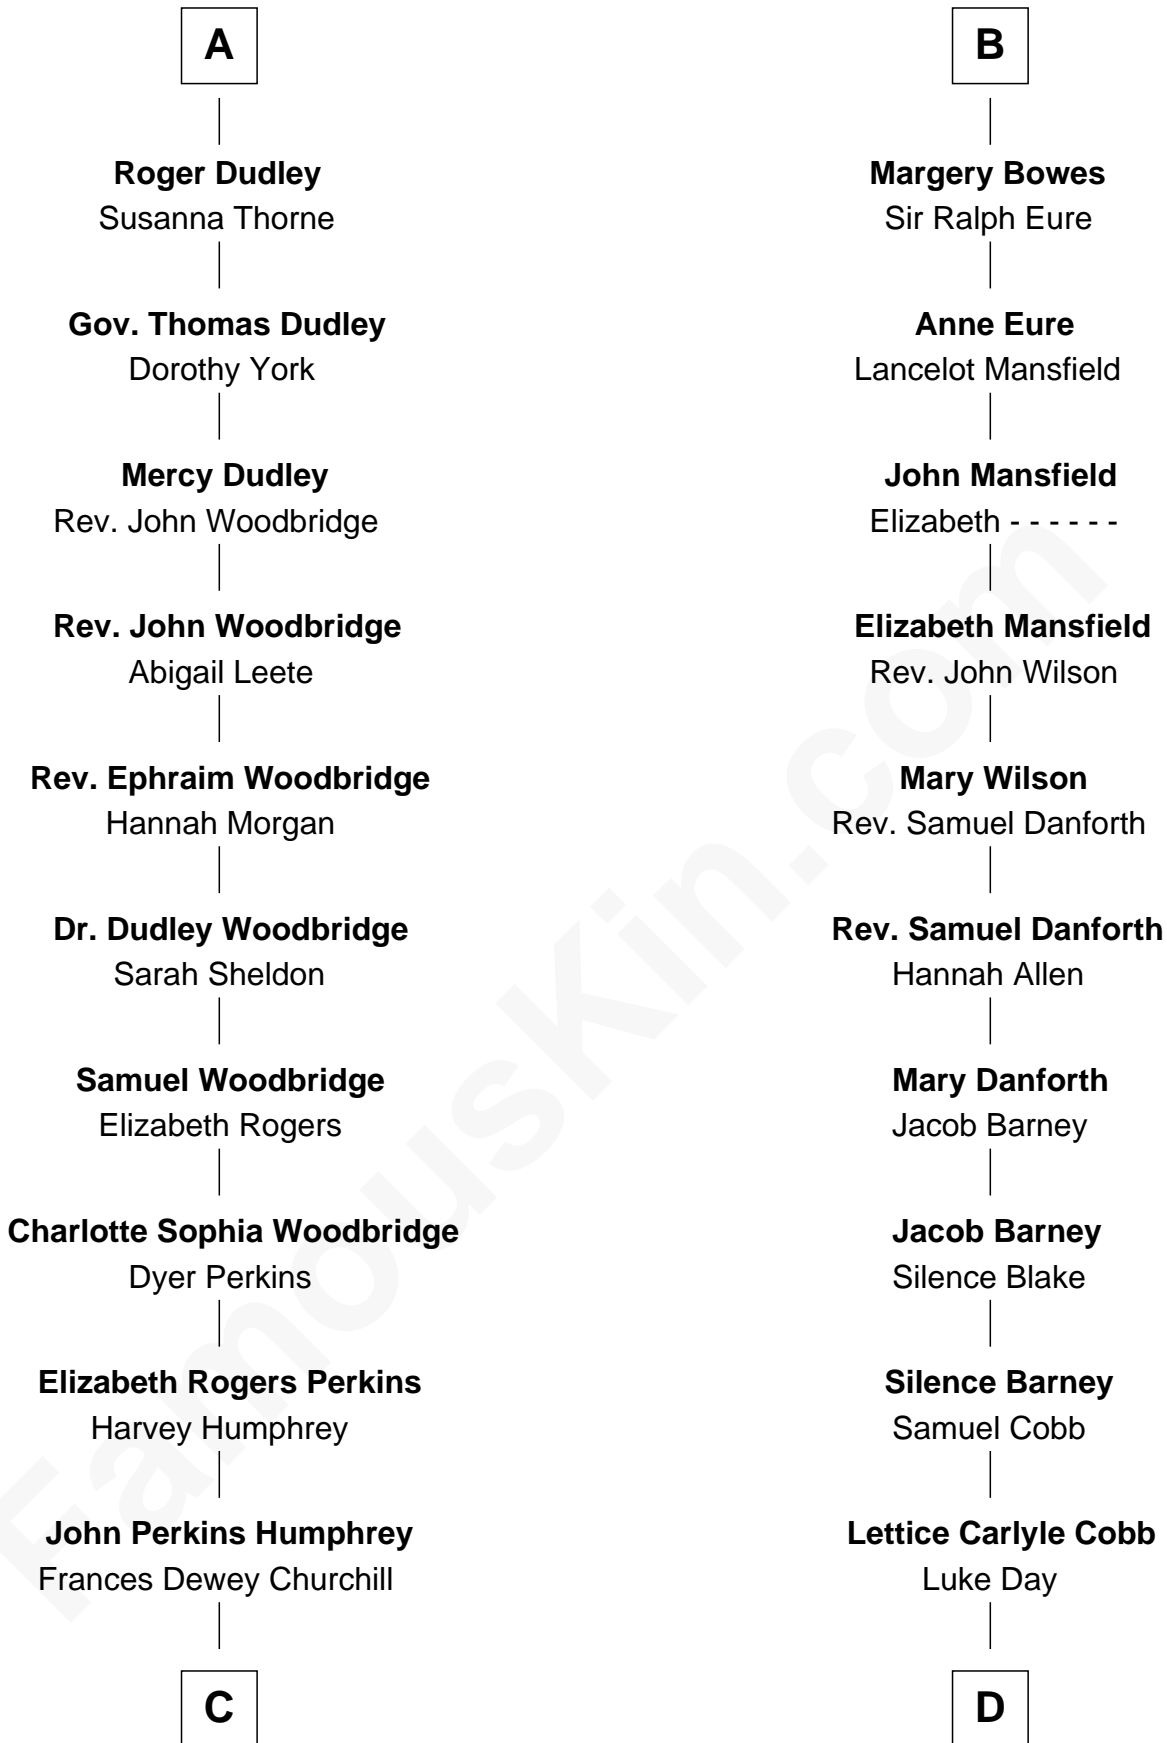 A
Roger Dudley
Susanna Thorne
Gov. Thomas Dudley
Dorothy York
Mercy Dudley
Rev. John Woodbridge
Rev. John Woodbridge
Abigail Leete
Rev. Ephraim Woodbridge
Hannah Morgan
Dr. Dudley Woodbridge
Sarah Sheldon
Samuel Woodbridge
Elizabeth Rogers
Charlotte Sophia Woodbridge
Dyer Perkins
Elizabeth Rogers Perkins
Harvey Humphrey
John Perkins Humphrey
Frances Dewey Churchill
C
B
Margery Bowes
Sir Ralph Eure
Anne Eure
Lancelot Mansfield
John Mansfield
Elizabeth - - - - - -
Elizabeth Mansfield
Rev. John Wilson
Mary Wilson
Rev. Samuel Danforth
Rev. Samuel Danforth
Hannah Allen
Mary Danforth
Jacob Barney
Jacob Barney
Silence Blake
Silence Barney
Samuel Cobb
Lettice Carlyle Cobb
Luke Day
D
FamousKin.com